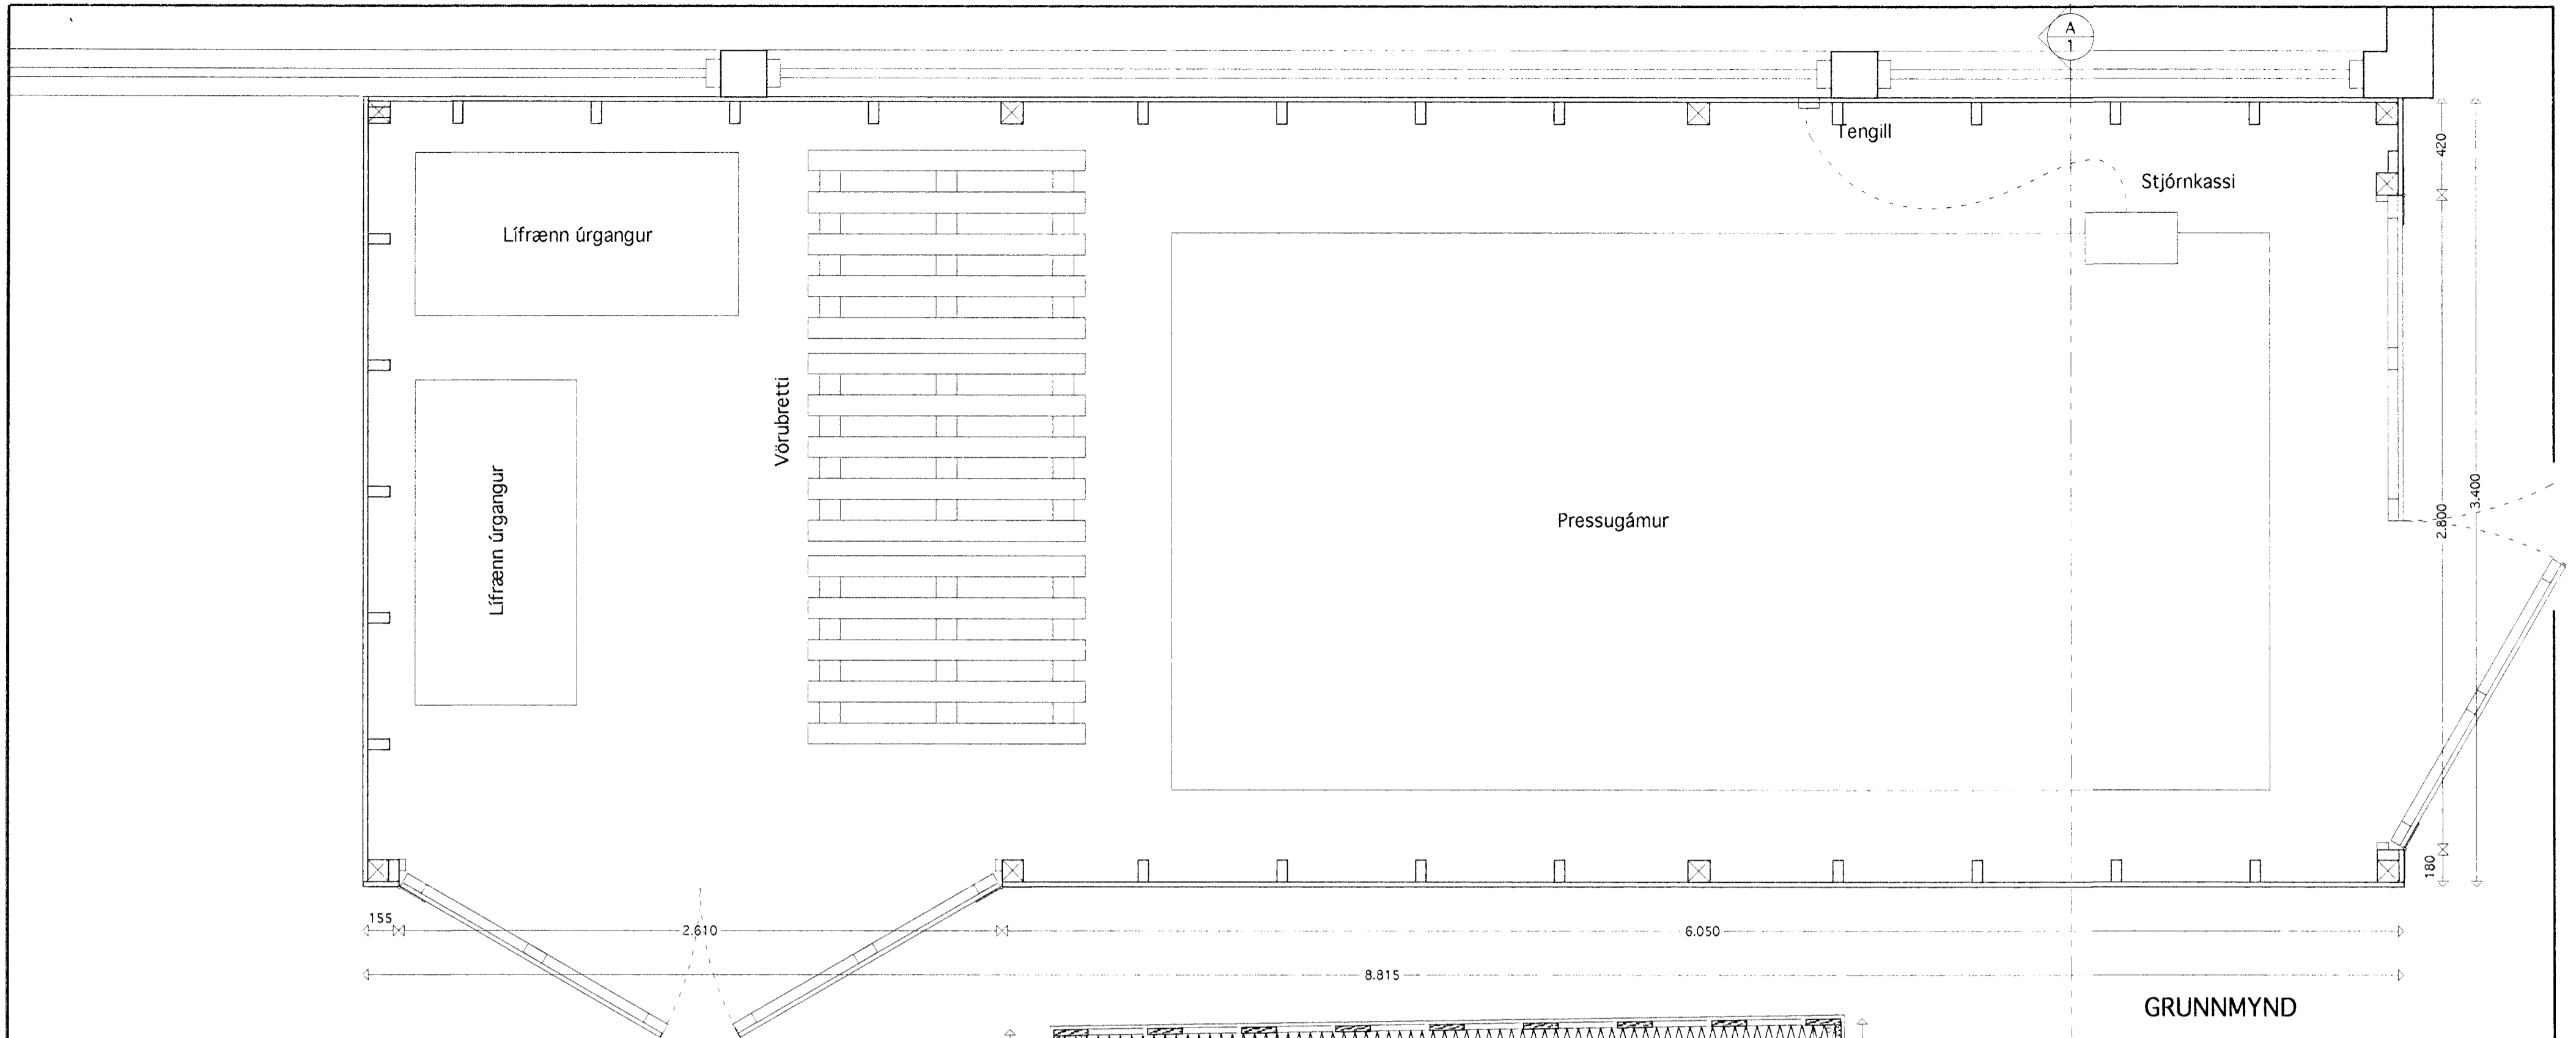 A
1
Tengill
420
Stjórnkassi
Lífrænn úrgangur
Vörubretti
Lífrænn úrgangur
Pressugámur
2.800
3.400
180
155
2.610
6.050
8.815
GRUNNMYND